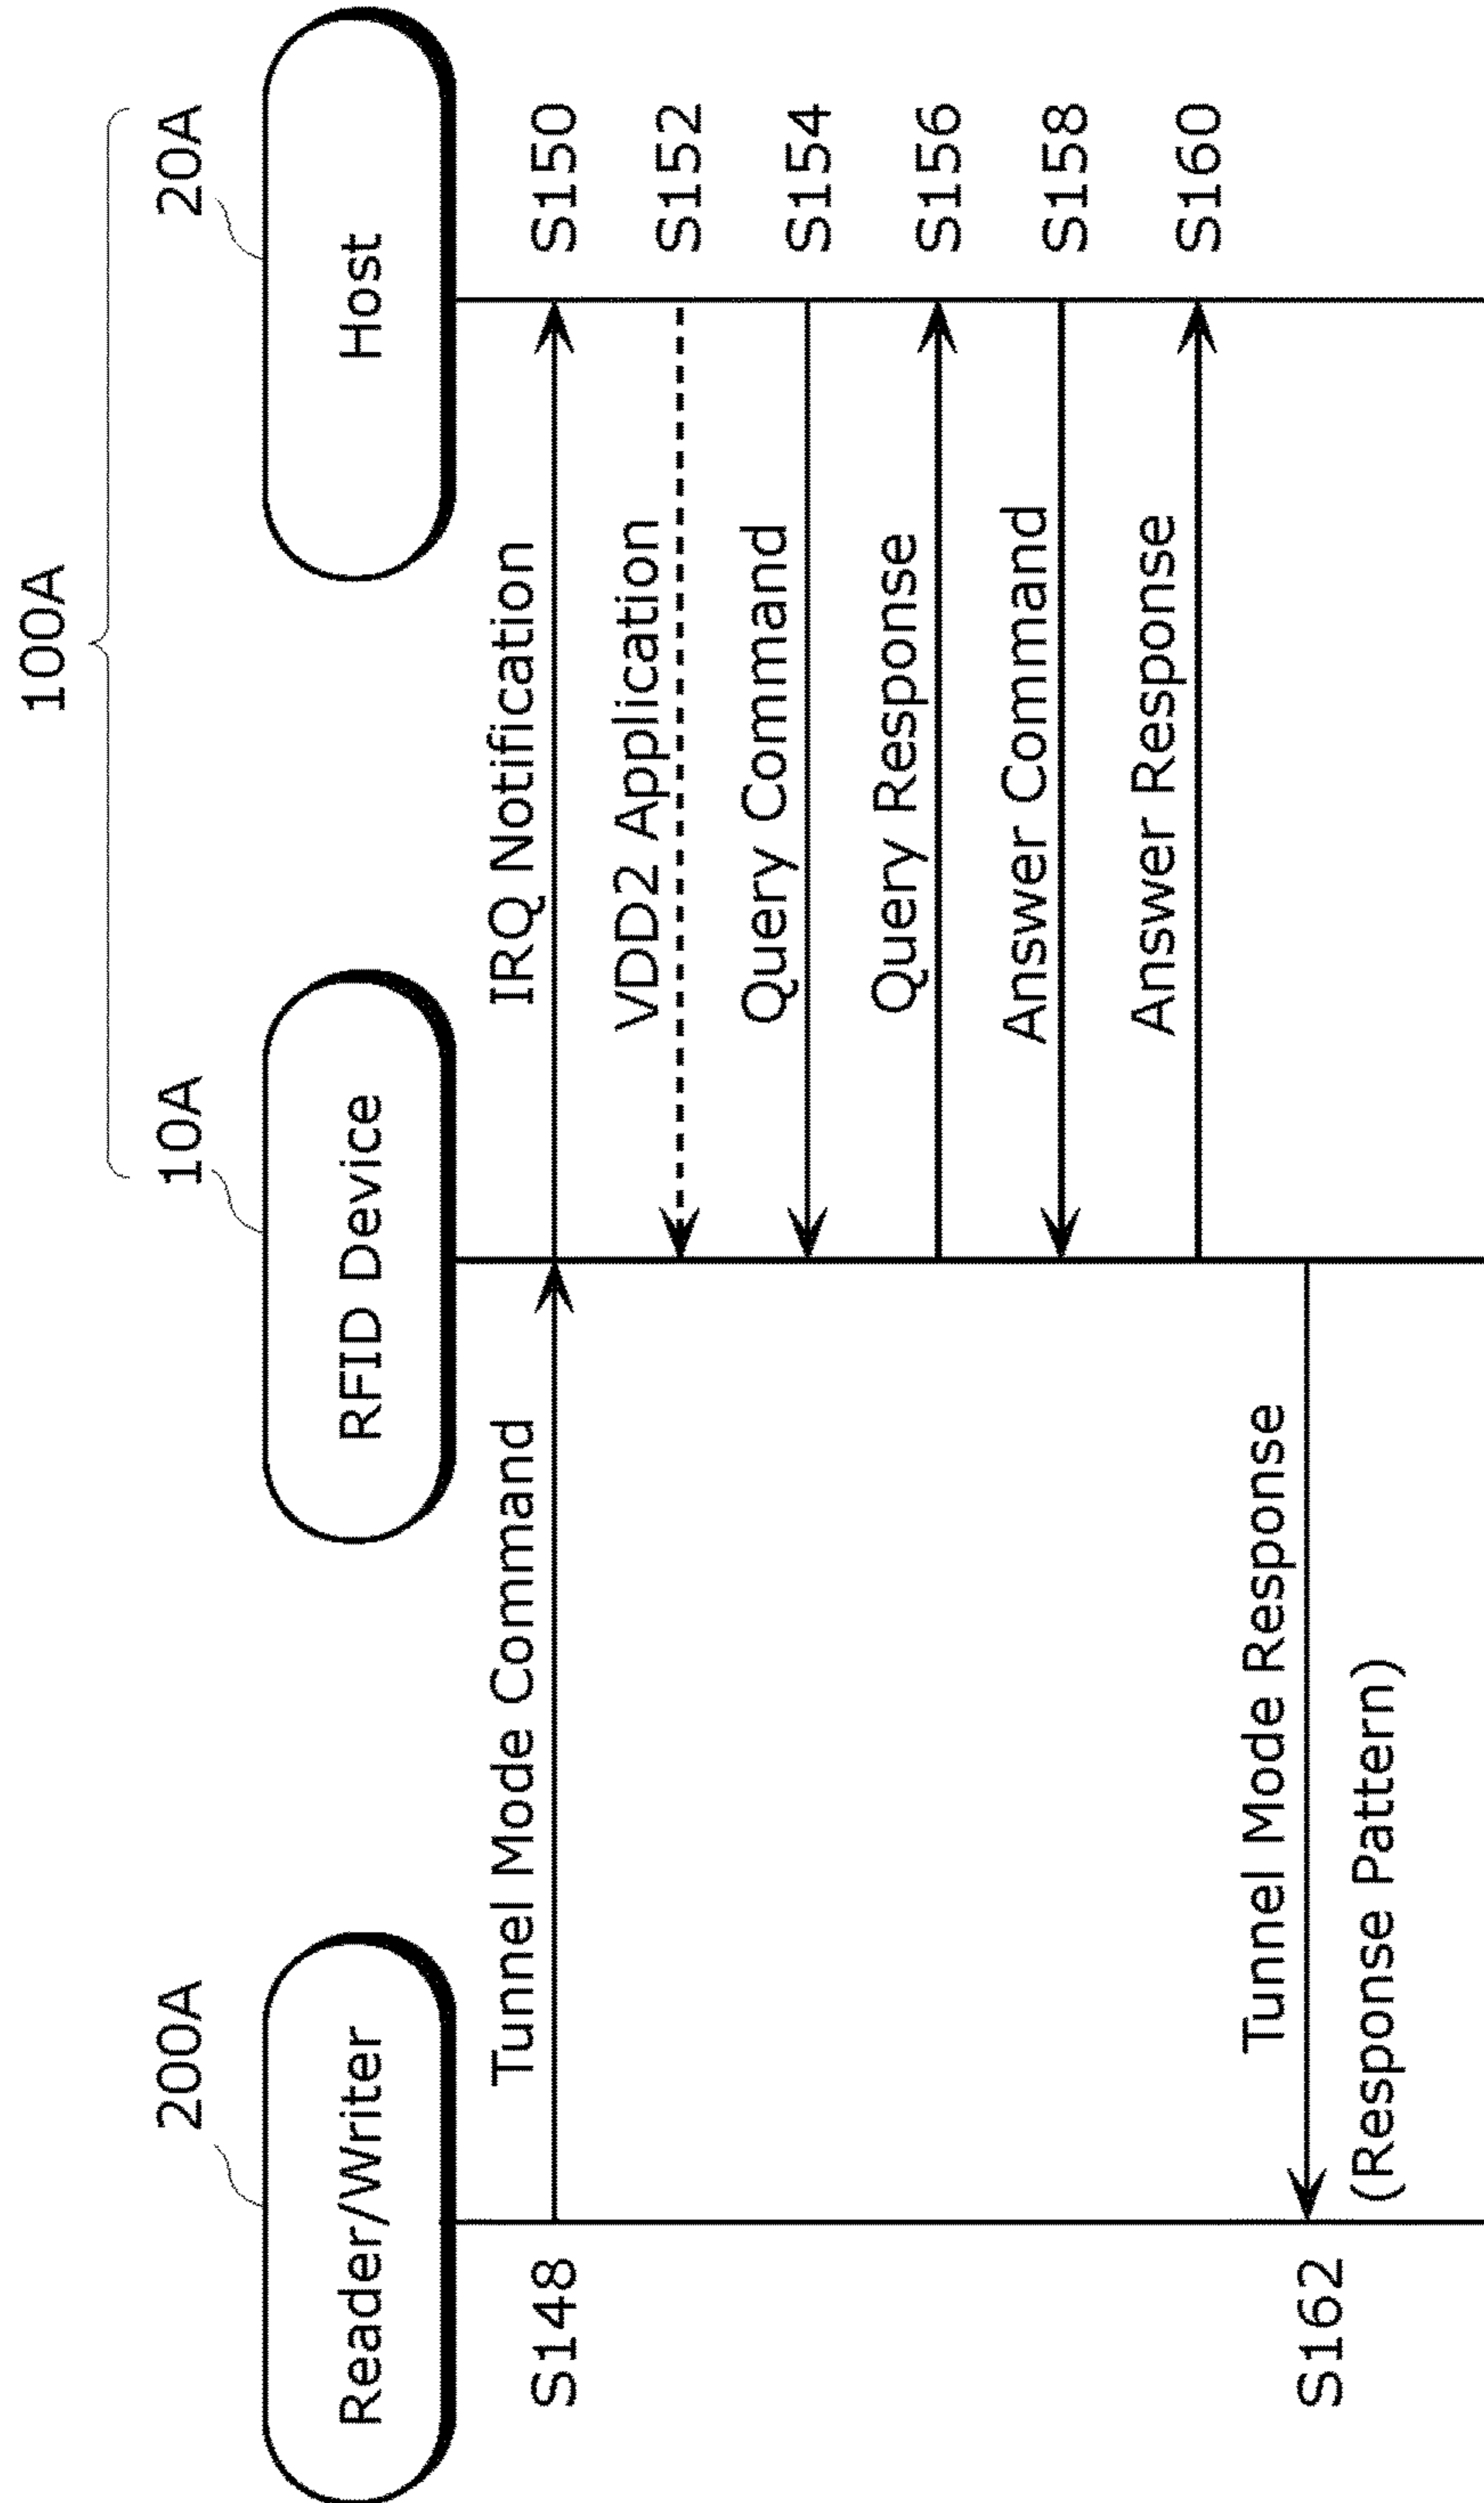 100A
200A
10A
20A
Reader/Writer
RFID Device
Host
S148
Tunnel Mode Command
IRQ Notification
S150
VDD2 Application
S152
Query Command
S154
Query Response
S156
Answer Command
S158
Answer Response
S160
Tunnel Mode Response
S162
(Response Pattern)